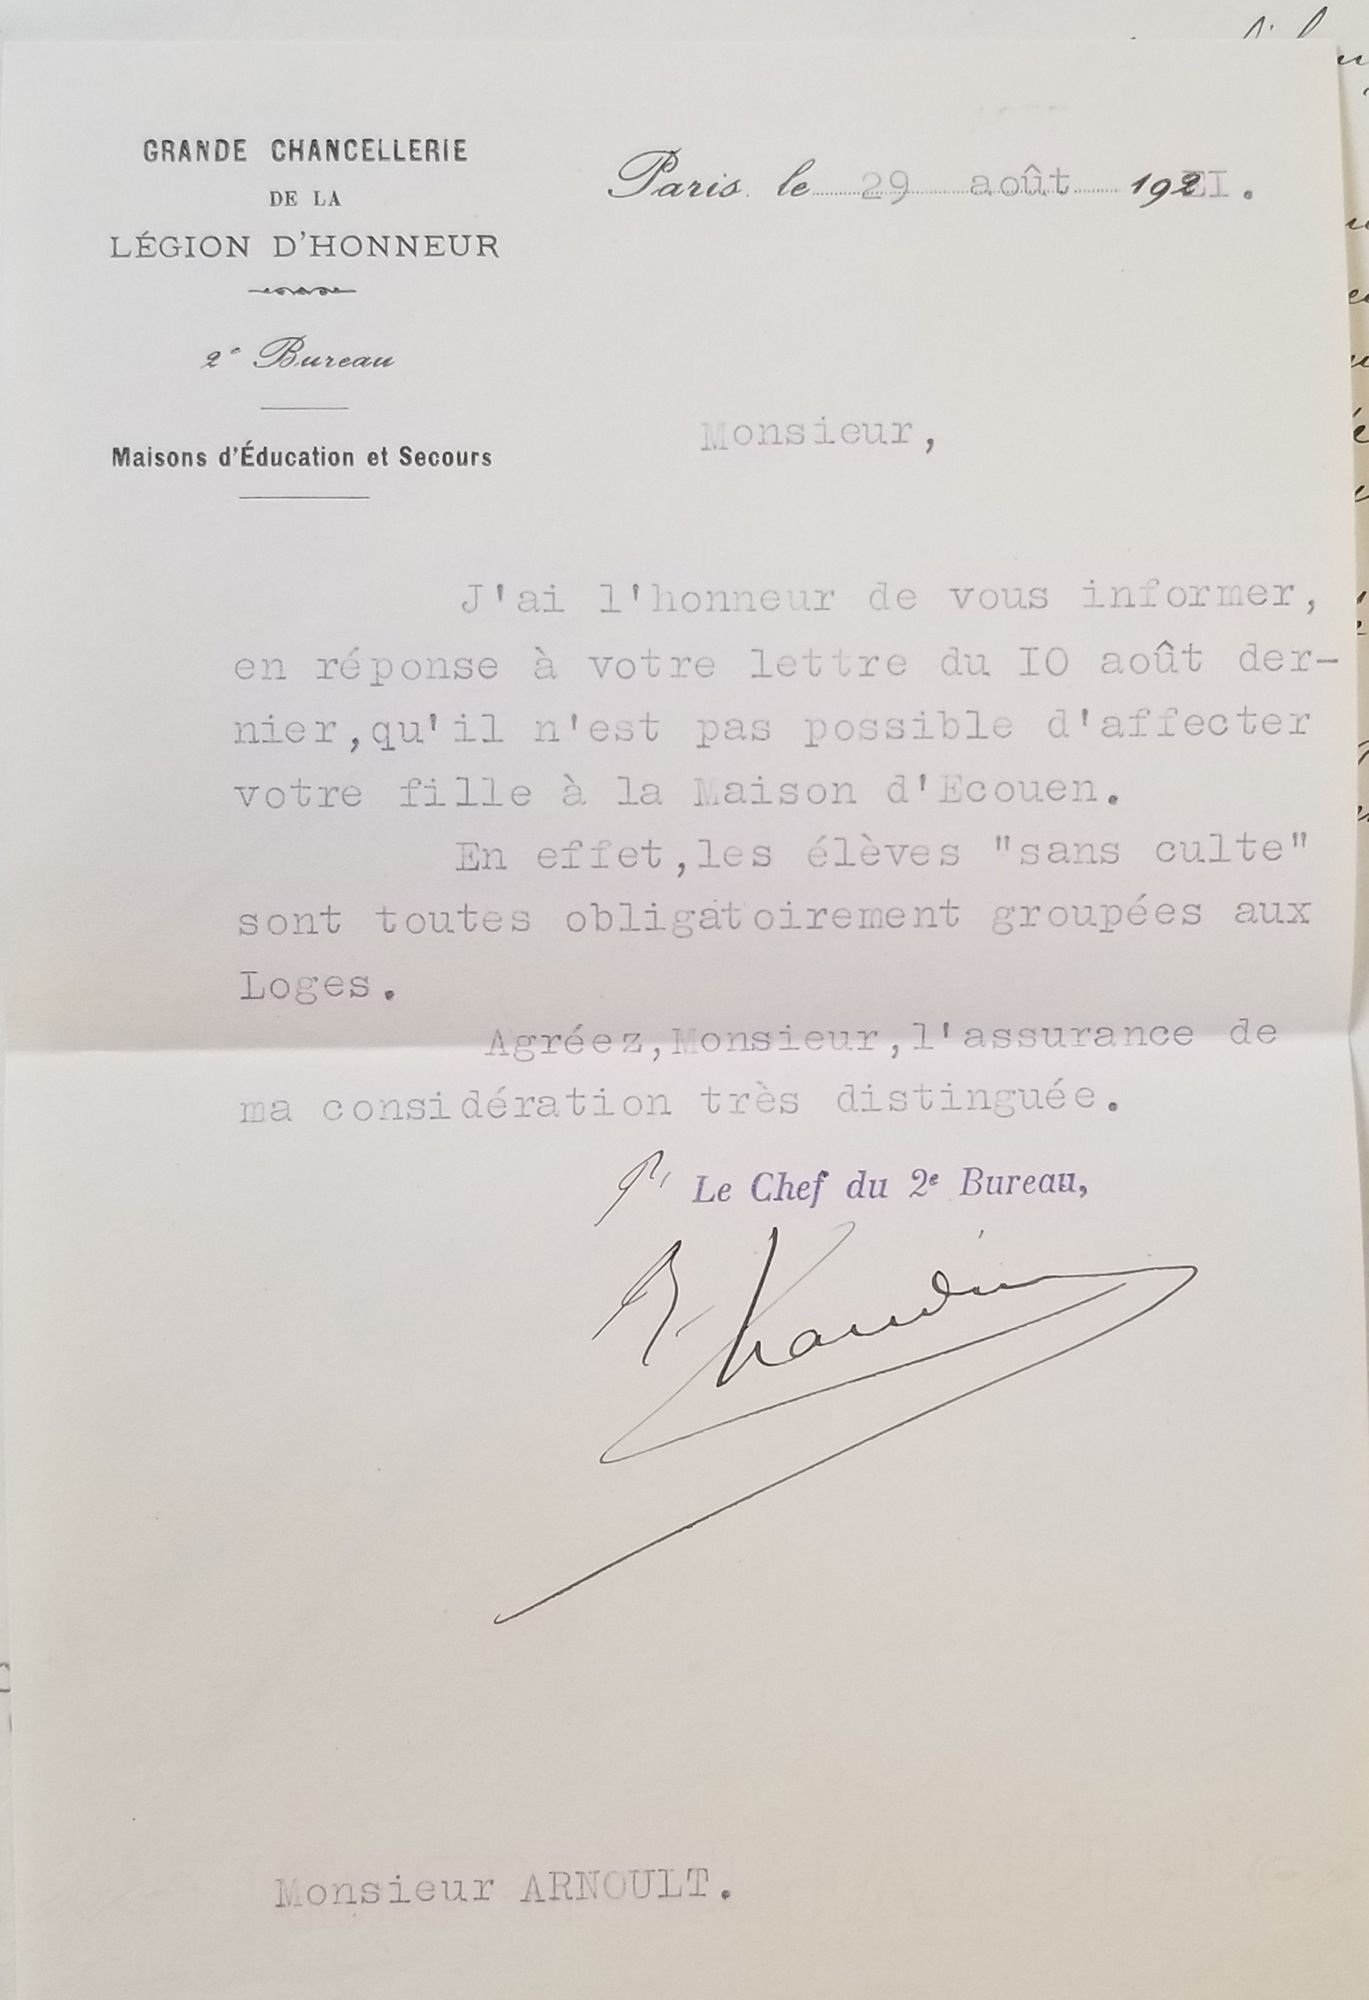 GRANDE CHANCELLERIE
DE LA
LÉGION D'HONNEUR
2e Bureau
Maisons d'Éducation et Secours
Paris le 29 août 192
Monsieur,
J'ai l'honneur de vous informer,
en réponse à votre lettre du IO août der-
nier,qu'il n'est pas possible d'affecter
votre fille à la Maison d'Ecouen.
En effet,les élèves "sans culte"
sont toutes obligatoirement groupées aux
Loges.
Agréez,Monsieur,l'assurance de
ma considération très distinguée.
Le Chef du 2e Bureau,
Monsieur ARNOULT.